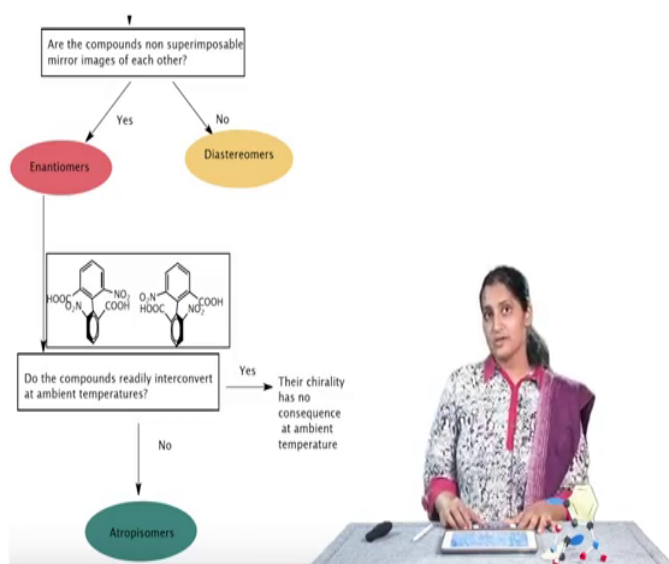 Are the compounds non superimposable
mirror images of each other?
Yes
No
Enantiomers
Diastereomers
HOOC
O2N
NO2
COOH
O2N
HOOC
NO2
COOH
Do the compounds readily interconvert
at ambient temperatures?
Yes
Their chirality
has no
consequence
at ambient
temperature
No
Atropisomers